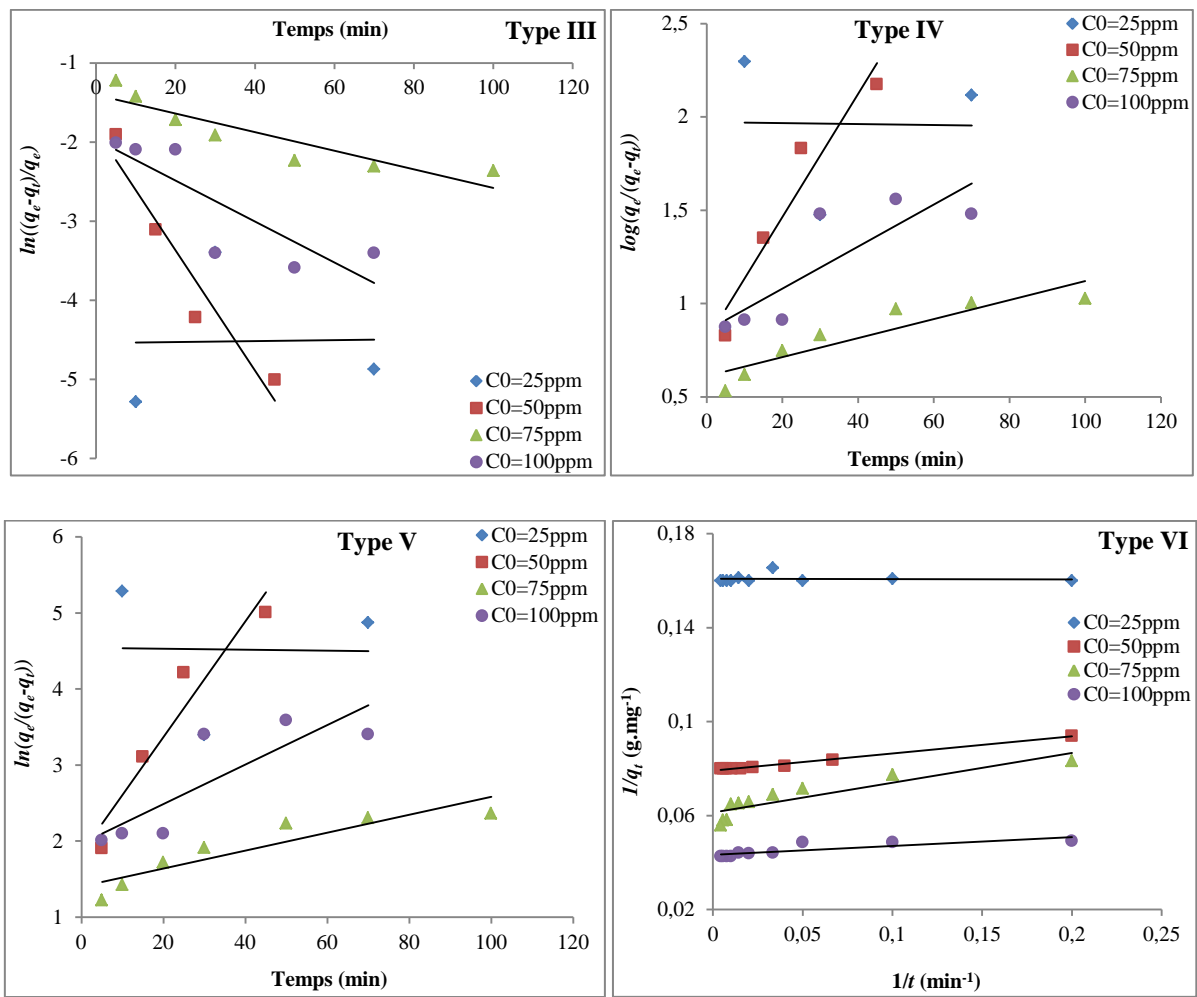 Temps (min)
Type III
-1
0 20 40 60 80 100 120
-2
-3
-4
-5
-6
ln((qe-qt)/qe)
C0=25ppm
C0=50ppm
C0=75ppm
C0=100ppm
Type IV
2,5
2
1,5
1
0,5
0 20 40 60 80 100 120
log(qe/(qe-qt))
Temps (min)
C0=25ppm
C0=50ppm
C0=75ppm
C0=100ppm
Type V
6
5
4
3
2
1
0 20 40 60 80 100 120
ln(qe/(qe-qt))
Temps (min)
C0=25ppm
C0=50ppm
C0=75ppm
C0=100ppm
Type VI
0,18
0,14
0,1
0,06
0,02
0 0,05 0,1 0,15 0,2 0,25
1/qt (g.mg-1)
1/t (min-1)
C0=25ppm
C0=50ppm
C0=75ppm
C0=100ppm